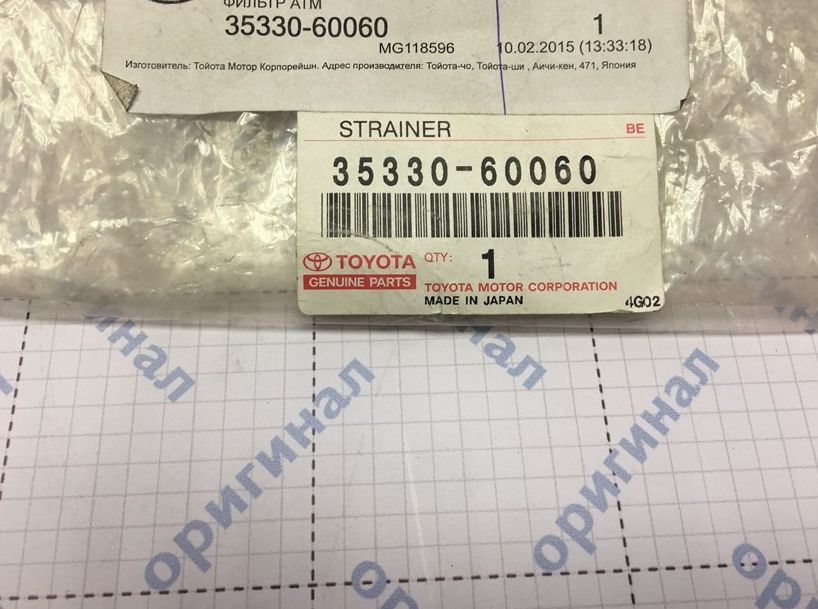 ФИЛЬТР АТМ
35330-60060
1
MG118596
10.02.2015 (13:33:18)
Изготовитель: Тойота Мотор Корпорейшн. Адрес производителя: Тойота-чо, Тойота-ши , Аичи-кен, 471, Япония
STRAINER
BE
35330-60060
TOYOTA
GENUINE PARTS
QTY: 1
TOYOTA MOTOR CORPORATION
MADE IN JAPAN
4G02
оригинал
оригинал
оригинал